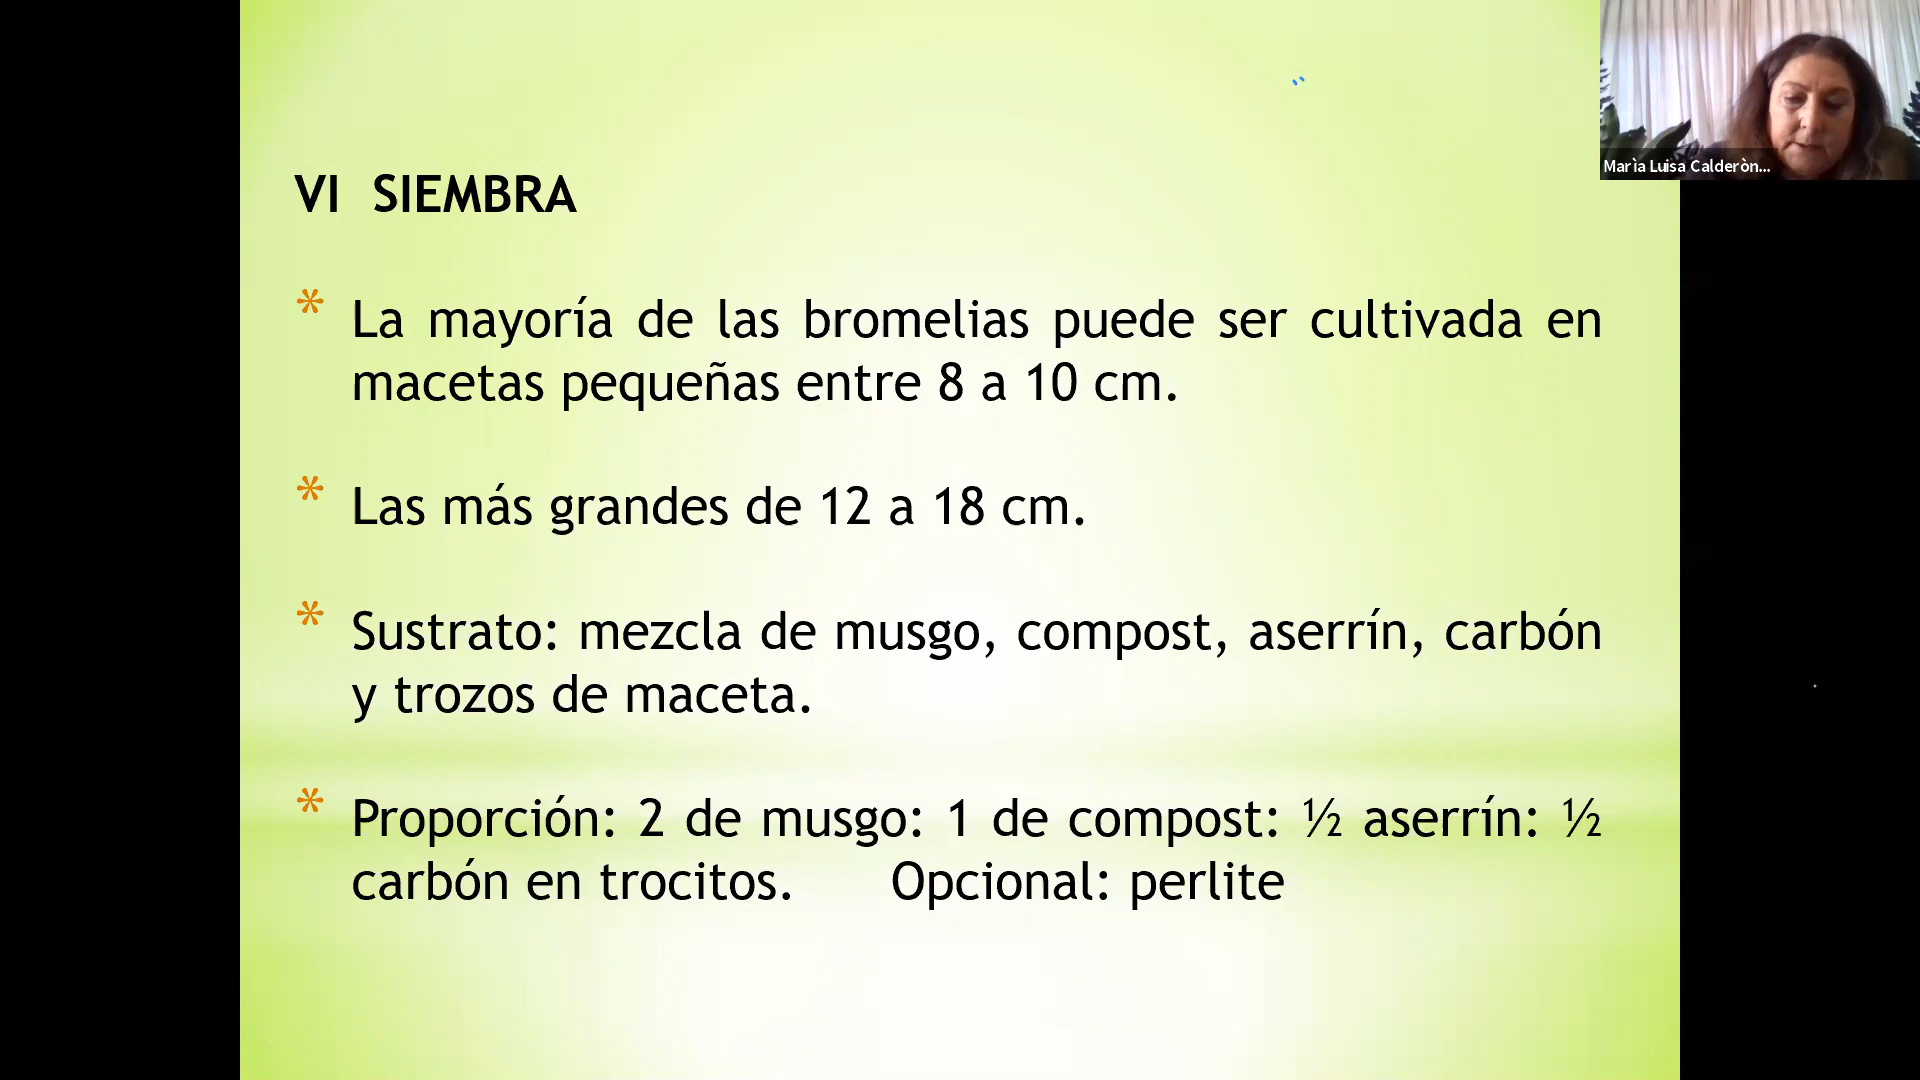 Marìa Luisa Calderòn...
VI SIEMBRA
* La mayoría de las bromelias puede ser cultivada en
macetas pequeñas entre 8 a 10 cm.
* Las más grandes de 12 a 18 cm.
* Sustrato: mezcla de musgo, compost, aserrín, carbón
y trozos de maceta.
* Proporción: 2 de musgo: 1 de compost: ½ aserrín: ½
carbón en trocitos. Opcional: perlite